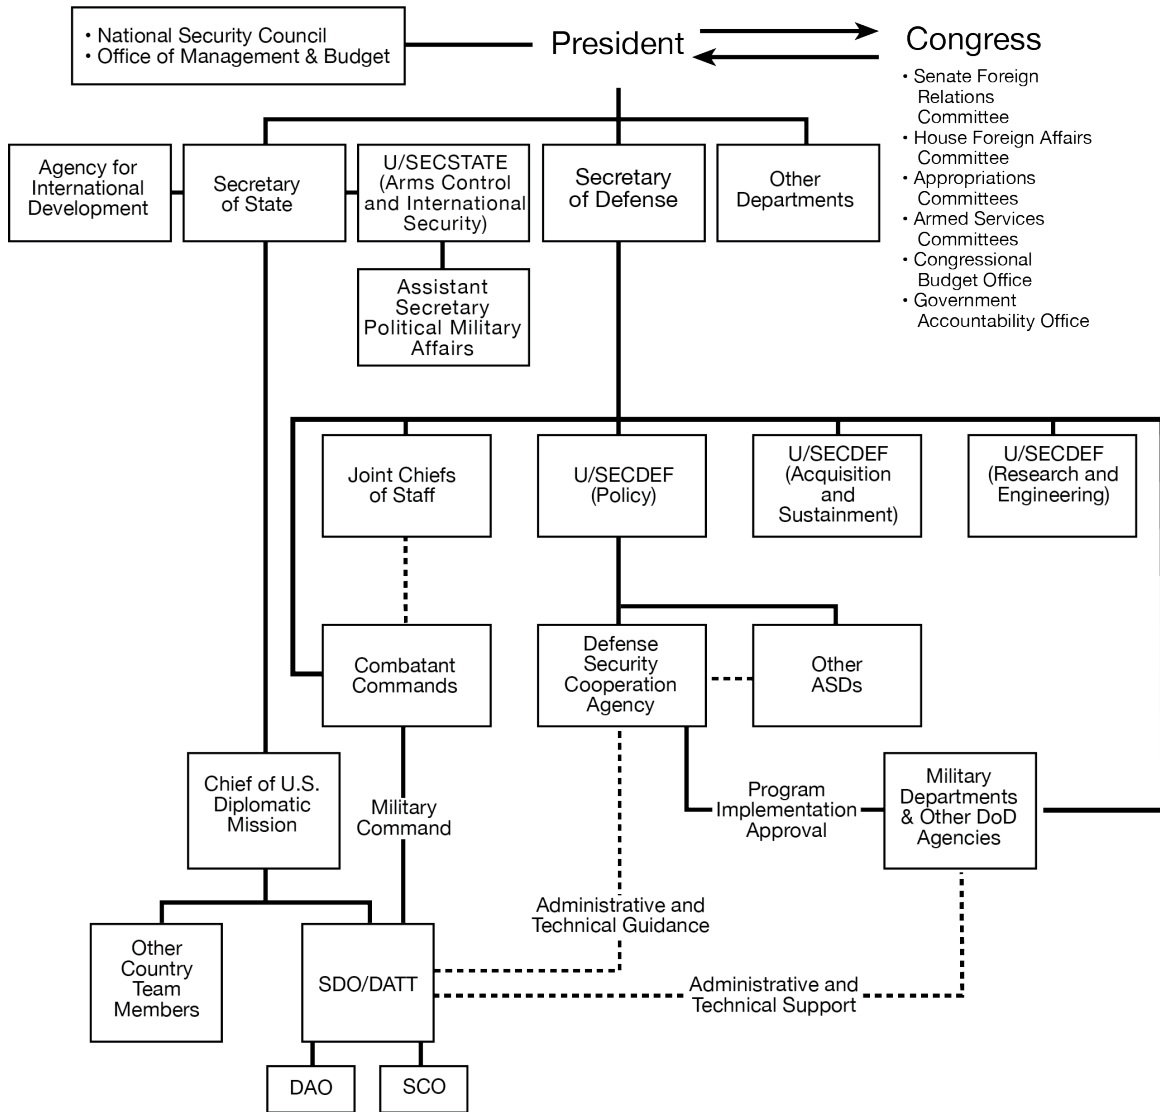 • National Security Council
• Office of Management & Budget
President
Congress
• Senate Foreign
Relations
Committee
• House Foreign Affairs
Committee
• Appropriations
Committees
• Armed Services
Committees
• Congressional
Budget Office
• Government
Accountability Office
Agency for
International
Development
Secretary
of State
U/SECSTATE
(Arms Control
and International
Security)
Secretary
of Defense
Other
Departments
Assistant
Secretary
Political Military
Affairs
Joint Chiefs
of Staff
U/SECDEF
(Policy)
U/SECDEF
(Acquisition
and
Sustainment)
U/SECDEF
(Research and
Engineering)
Combatant
Commands
Defense
Security
Cooperation
Agency
Other
ASDs
Chief of U.S.
Diplomatic
Mission
Military
Command
Program
Implementation
Approval
Military
Departments
& Other DoD
Agencies
Administrative and
Technical Guidance
Other
Country
Team
Members
SDO/DATT
Administrative and
Technical Support
DAO
SCO